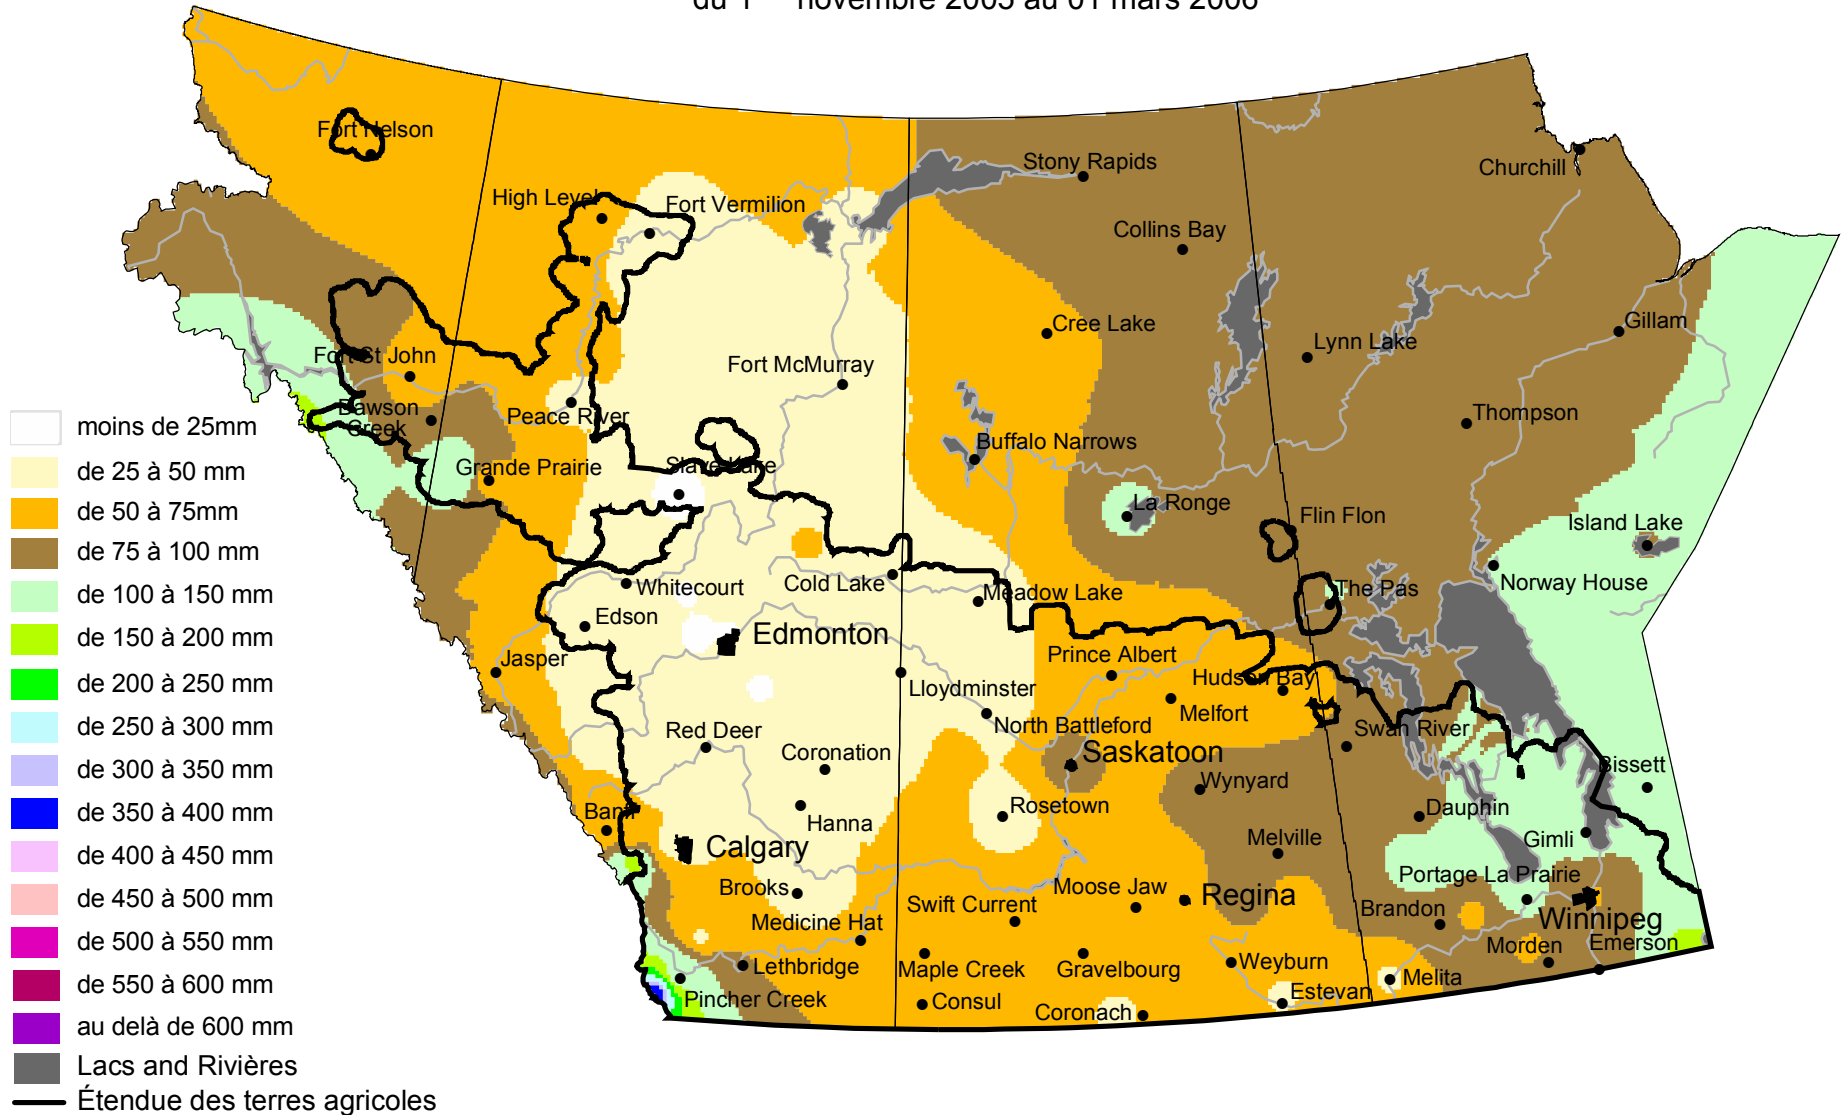 du 1 novembre 2005 au 01 mars 2006
Fort Nelson
Stony Rapids
Churchill
High Level
Fort Vermilion
Collins Bay
Cree Lake
Gillam
Lynn Lake
Fort St John
Fort McMurray
Dawson
Creek
Peace River
Thompson
Buffalo Narrows
Grande Prairie
Slave Lake
La Ronge
Flin Flon
Island Lake
Whitecourt
Cold Lake
Meadow Lake
The Pas
Norway House
Edson
Edmonton
Jasper
Prince Albert
Hudson Bay
Lloydminster
Melfort
North Battleford
Swan River
Red Deer
Coronation
Saskatoon
Wynyard
Bissett
Banff
Hanna
Rosetown
Dauphin
Calgary
Melville
Gimli
Brooks
Moose Jaw
Regina
Portage La Prairie
Medicine Hat
Swift Current
Brandon
Winnipeg
Lethbridge
Maple Creek
Gravelbourg
Weyburn
Morden
Emerson
Pincher Creek
Consul
Coronach
Estevan
Melita
moins de 25mm
de 25 à 50 mm
de 50 à 75mm
de 75 à 100 mm
de 100 à 150 mm
de 150 à 200 mm
de 200 à 250 mm
de 250 à 300 mm
de 300 à 350 mm
de 350 à 400 mm
de 400 à 450 mm
de 450 à 500 mm
de 500 à 550 mm
de 550 à 600 mm
au delà de 600 mm
Lacs and Rivières
Étendue des terres agricoles